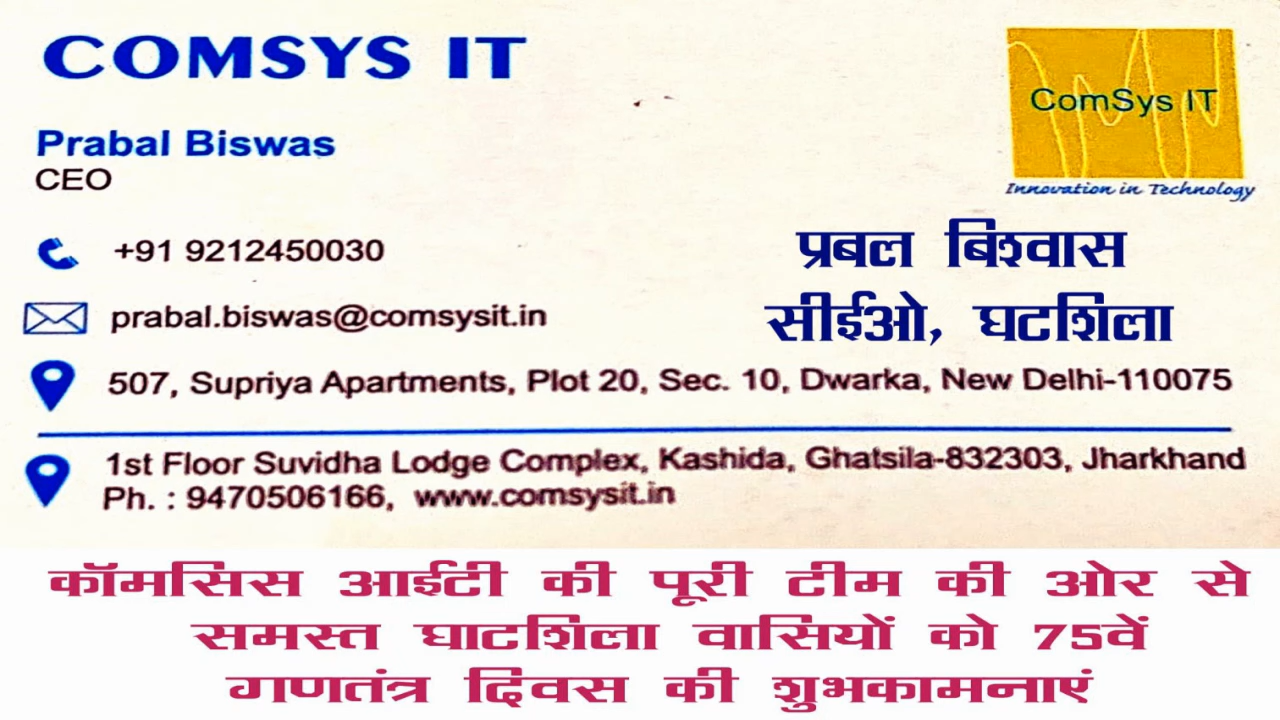 COMSYS IT
ComSys IT
Innovation in Technology
Prabal Biswas
CEO
+91 9212450030
prabal.biswas@comsysit.in
प्रबल बिश्वास
सीईओ, घटशिला
507, Supriya Apartments, Plot 20, Sec. 10, Dwarka, New Delhi-110075
1st Floor Suvidha Lodge Complex, Kashida, Ghatsila-832303, Jharkhand
Ph. : 9470506166, www.comsysit.in
कॉमसिस आईटी की पूरी टीम की ओर से
समस्त घाटशिला वासियों को 75वें
गणतंत्र दिवस की शुभकामनाएं